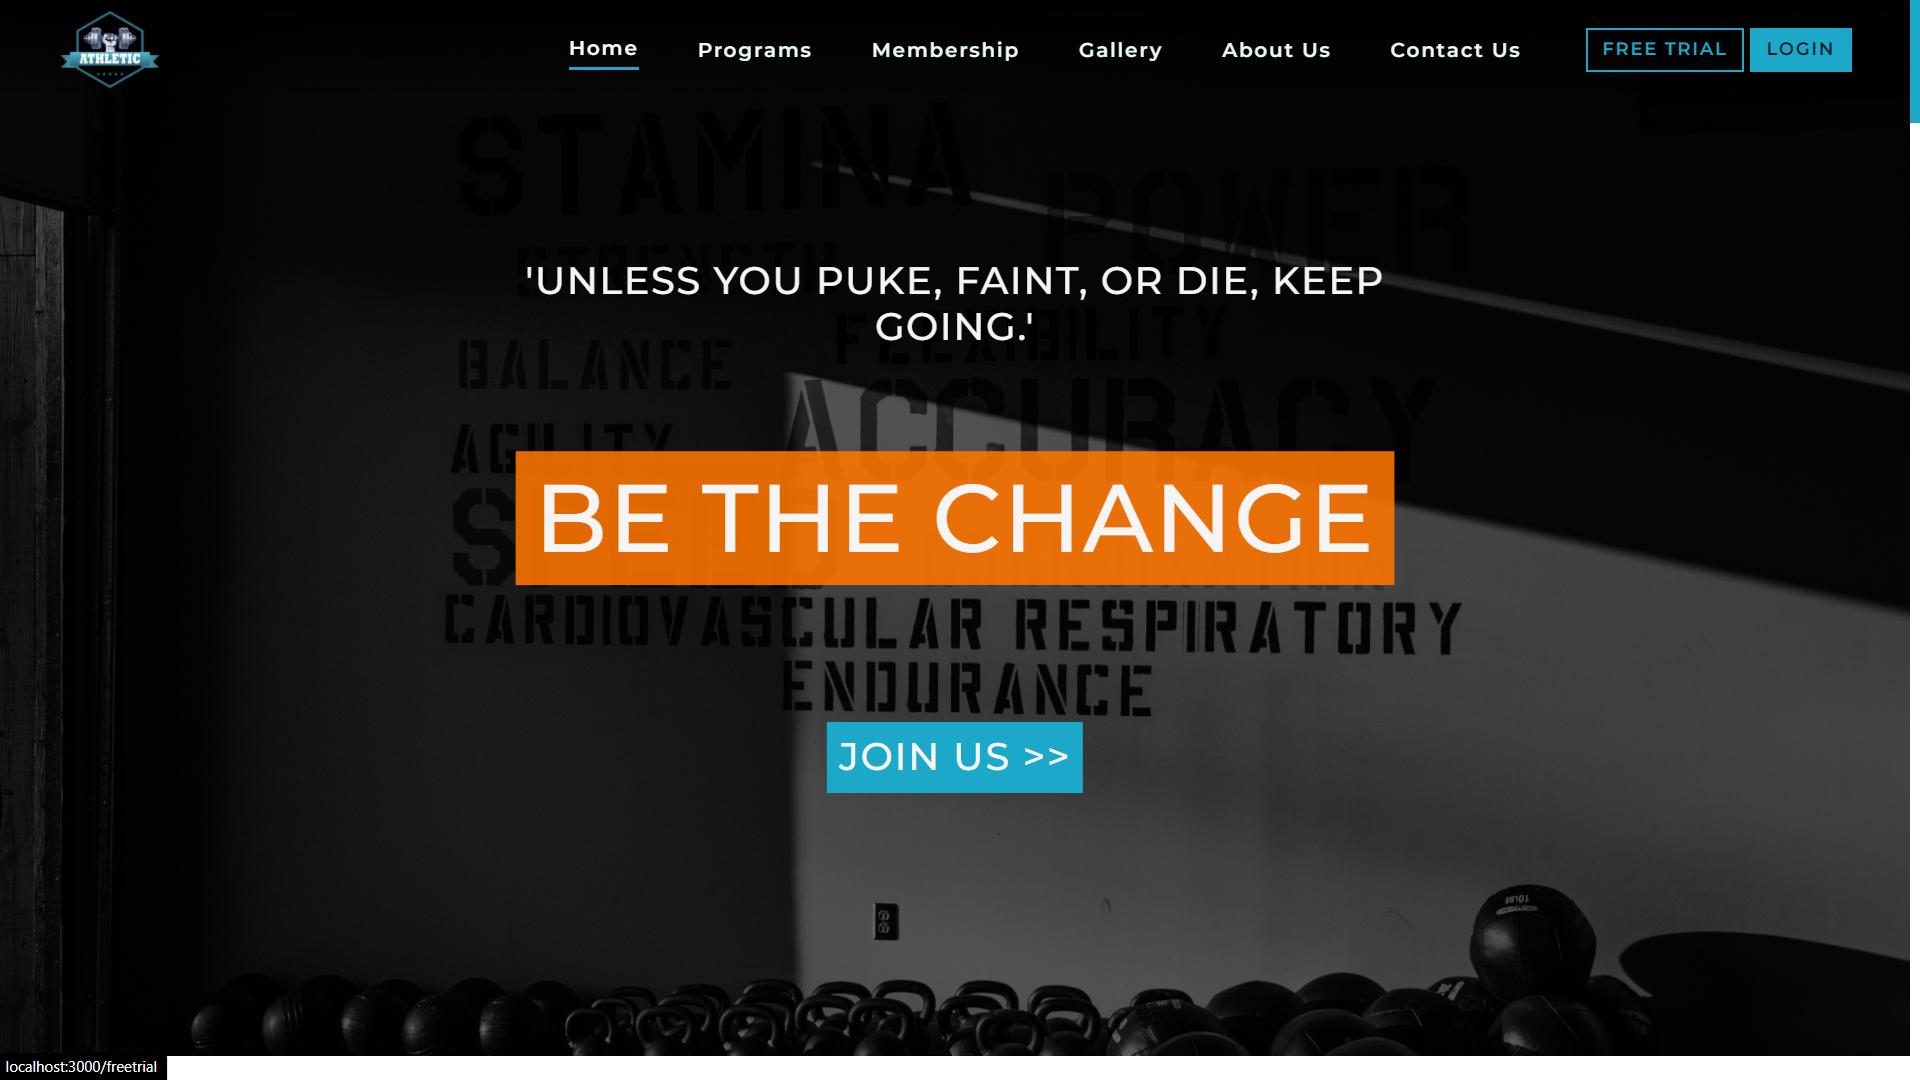 ATHLETIC
Home
Programs
Membership
Gallery
About Us
Contact Us
FREE TRIAL
LOGIN
STAMINA
POWER
STRENGTH
'UNLESS YOU PUKE, FAINT, OR DIE, KEEP
GOING.'
FLEXIBILITY
BALANCE
ACCURACY
AGILITY
BE THE CHANGE
CARDIOVASCULAR RESPIRATORY
ENDURANCE
JOIN US >>
10LBS
localhost:3000/freetrial